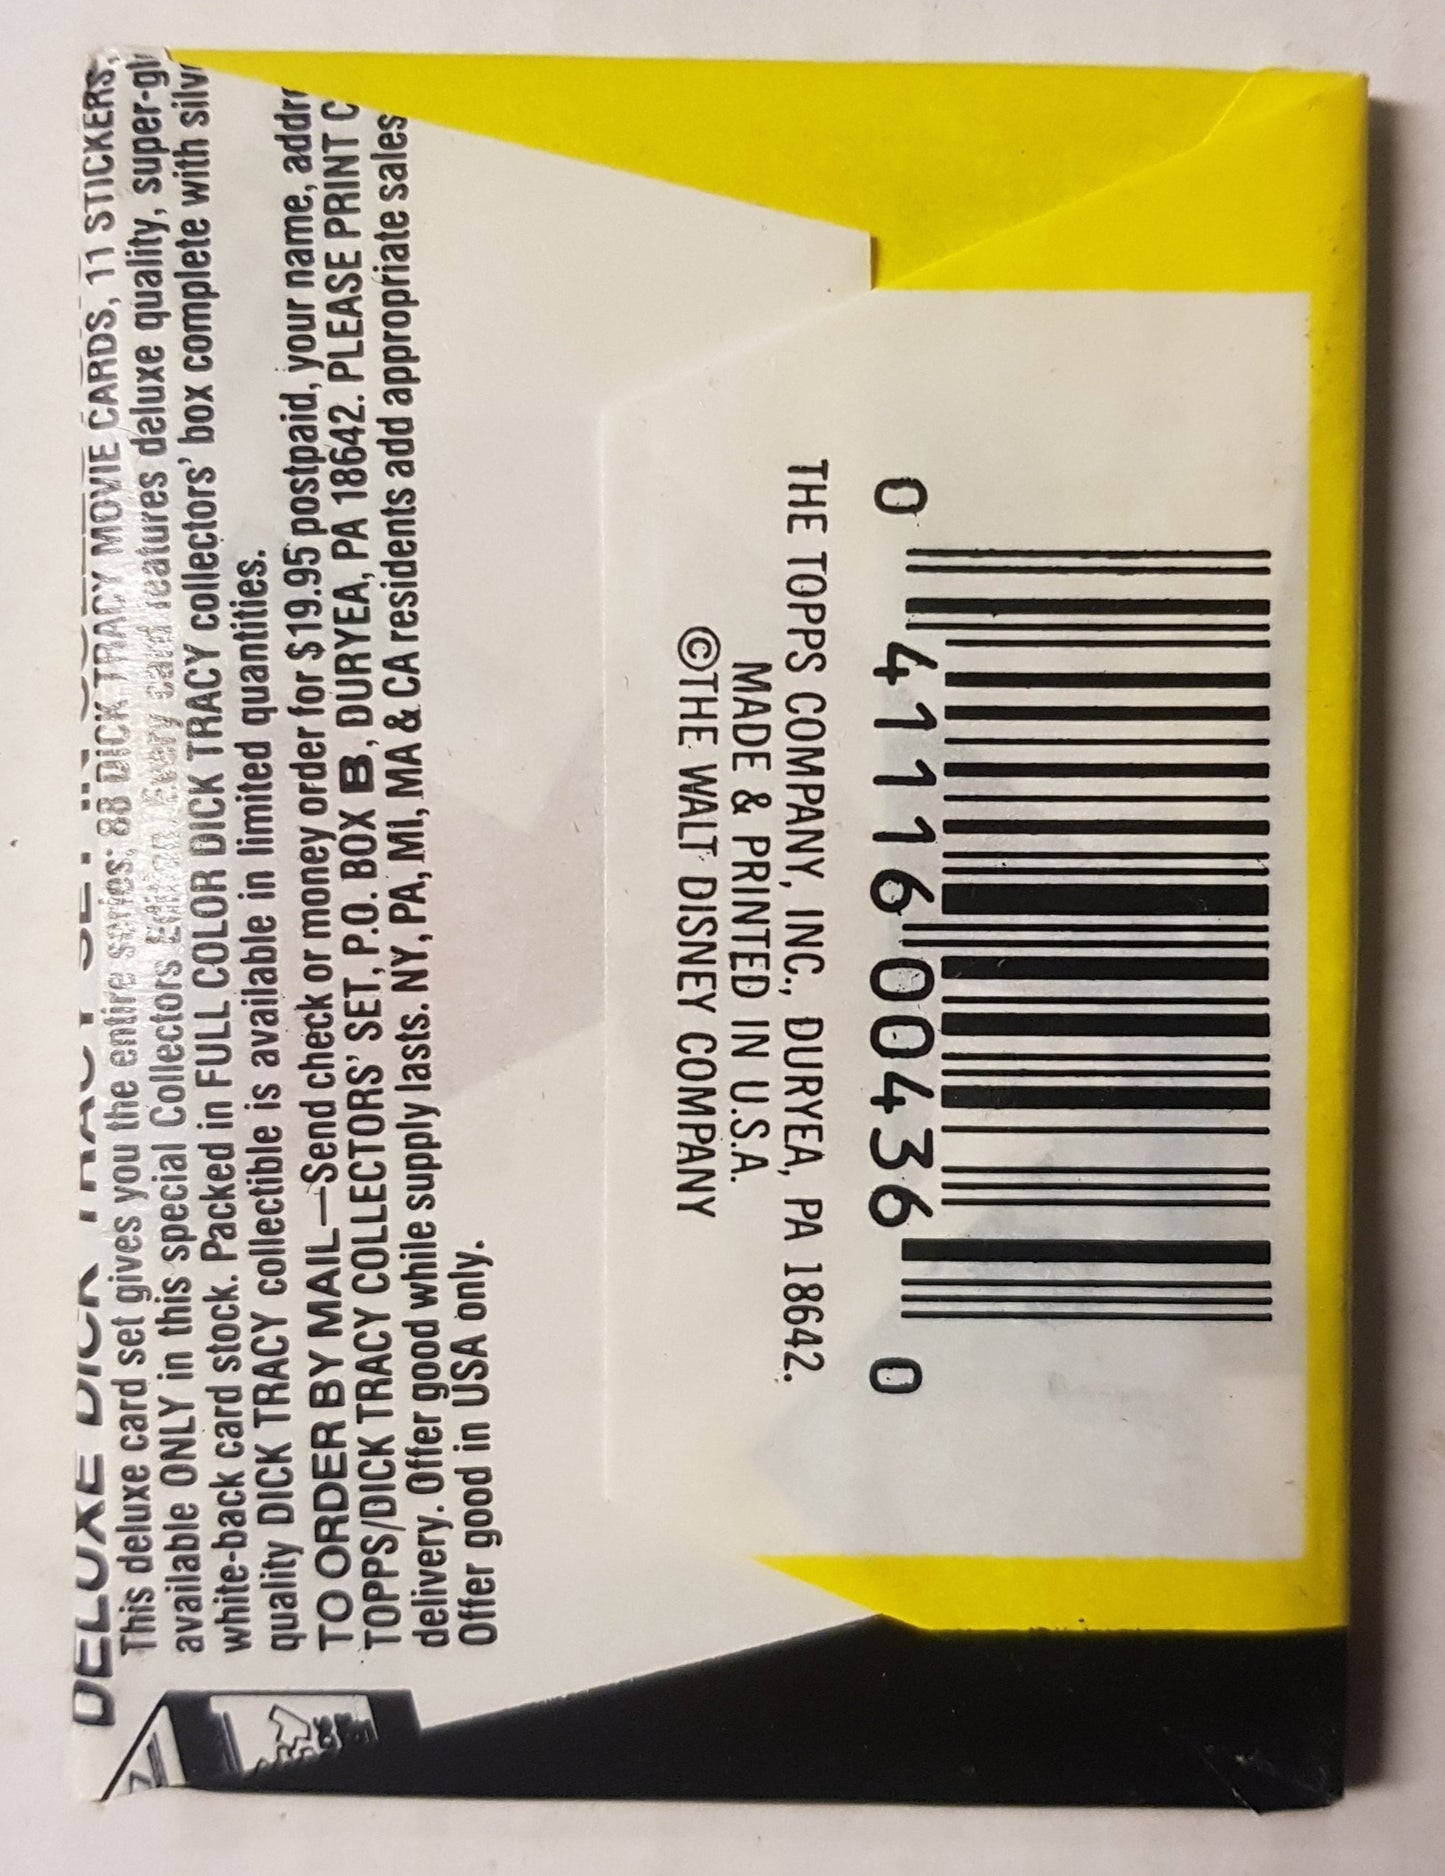 DELUXE DICK TRACY SET
This deluxe card set gives you the entire series: 88 DICK TRACY MOVIE CARDS, 11 STICKERS,
available ONLY in this special Collectors Edition. Every card features deluxe quality,
white-back card stock. Packed in FULL COLOR DICK TRACY collectors' box complete with
quality DICK TRACY collectible is available in limited quantities.
TO ORDER BY MAIL—Send check or money order for $19.95 postpaid, your name,
TOPPS/DICK TRACY COLLECTORS' SET, P.O. BOX B, DURYEA, PA 18642. PLEASE PRINT
delivery. Offer good while supply lasts. NY, PA, MI, MA & CA residents add appropriate sales
Offer good in USA only.
0 41116 00436 0
THE TOPPS COMPANY, INC., DURYEA, PA 18642.
MADE & PRINTED IN U.S.A.
©THE WALT DISNEY COMPANY